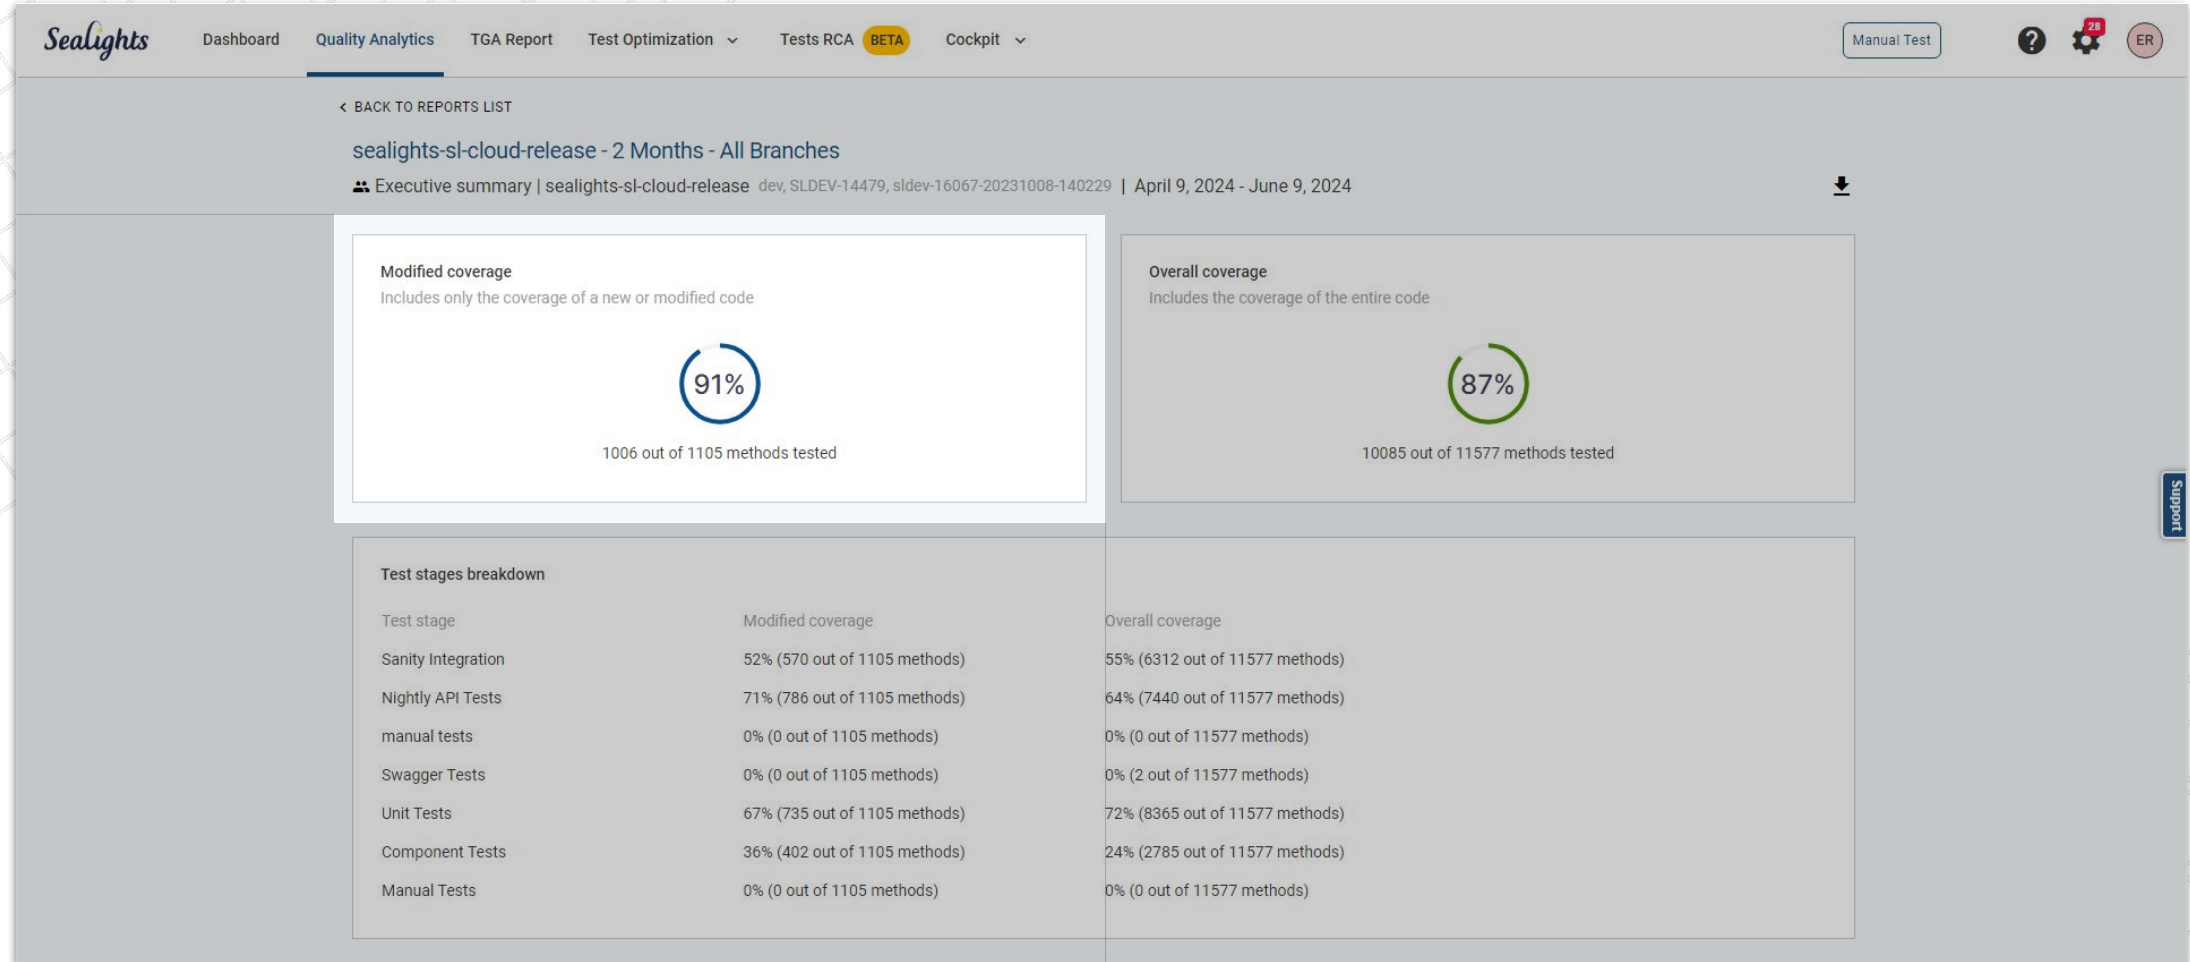 Sealights Dashboard Quality Analytics TGA Report Test Optimization Tests RCA BETA Cockpit Manual Test 28 ER
BACK TO REPORTS LIST
sealights-sl-cloud-release - 2 Months - All Branches
Executive summary | sealights-sl-cloud-release dev, SLDEV-14479, sldev-16067-20231008-140229 | April 9, 2024 - June 9, 2024
Modified coverage
Includes only the coverage of a new or modified code
91%
1006 out of 1105 methods tested
Overall coverage
Includes the coverage of the entire code
87%
10085 out of 11577 methods tested
Support
Test stages breakdown
Test stage Modified coverage Overall coverage
Sanity Integration 52% (570 out of 1105 methods) 55% (6312 out of 11577 methods)
Nightly API Tests 71% (786 out of 1105 methods) 64% (7440 out of 11577 methods)
manual tests 0% (0 out of 1105 methods) 0% (0 out of 11577 methods)
Swagger Tests 0% (0 out of 1105 methods) 0% (2 out of 11577 methods)
Unit Tests 67% (735 out of 1105 methods) 72% (8365 out of 11577 methods)
Component Tests 36% (402 out of 1105 methods) 24% (2785 out of 11577 methods)
Manual Tests 0% (0 out of 1105 methods) 0% (0 out of 11577 methods)